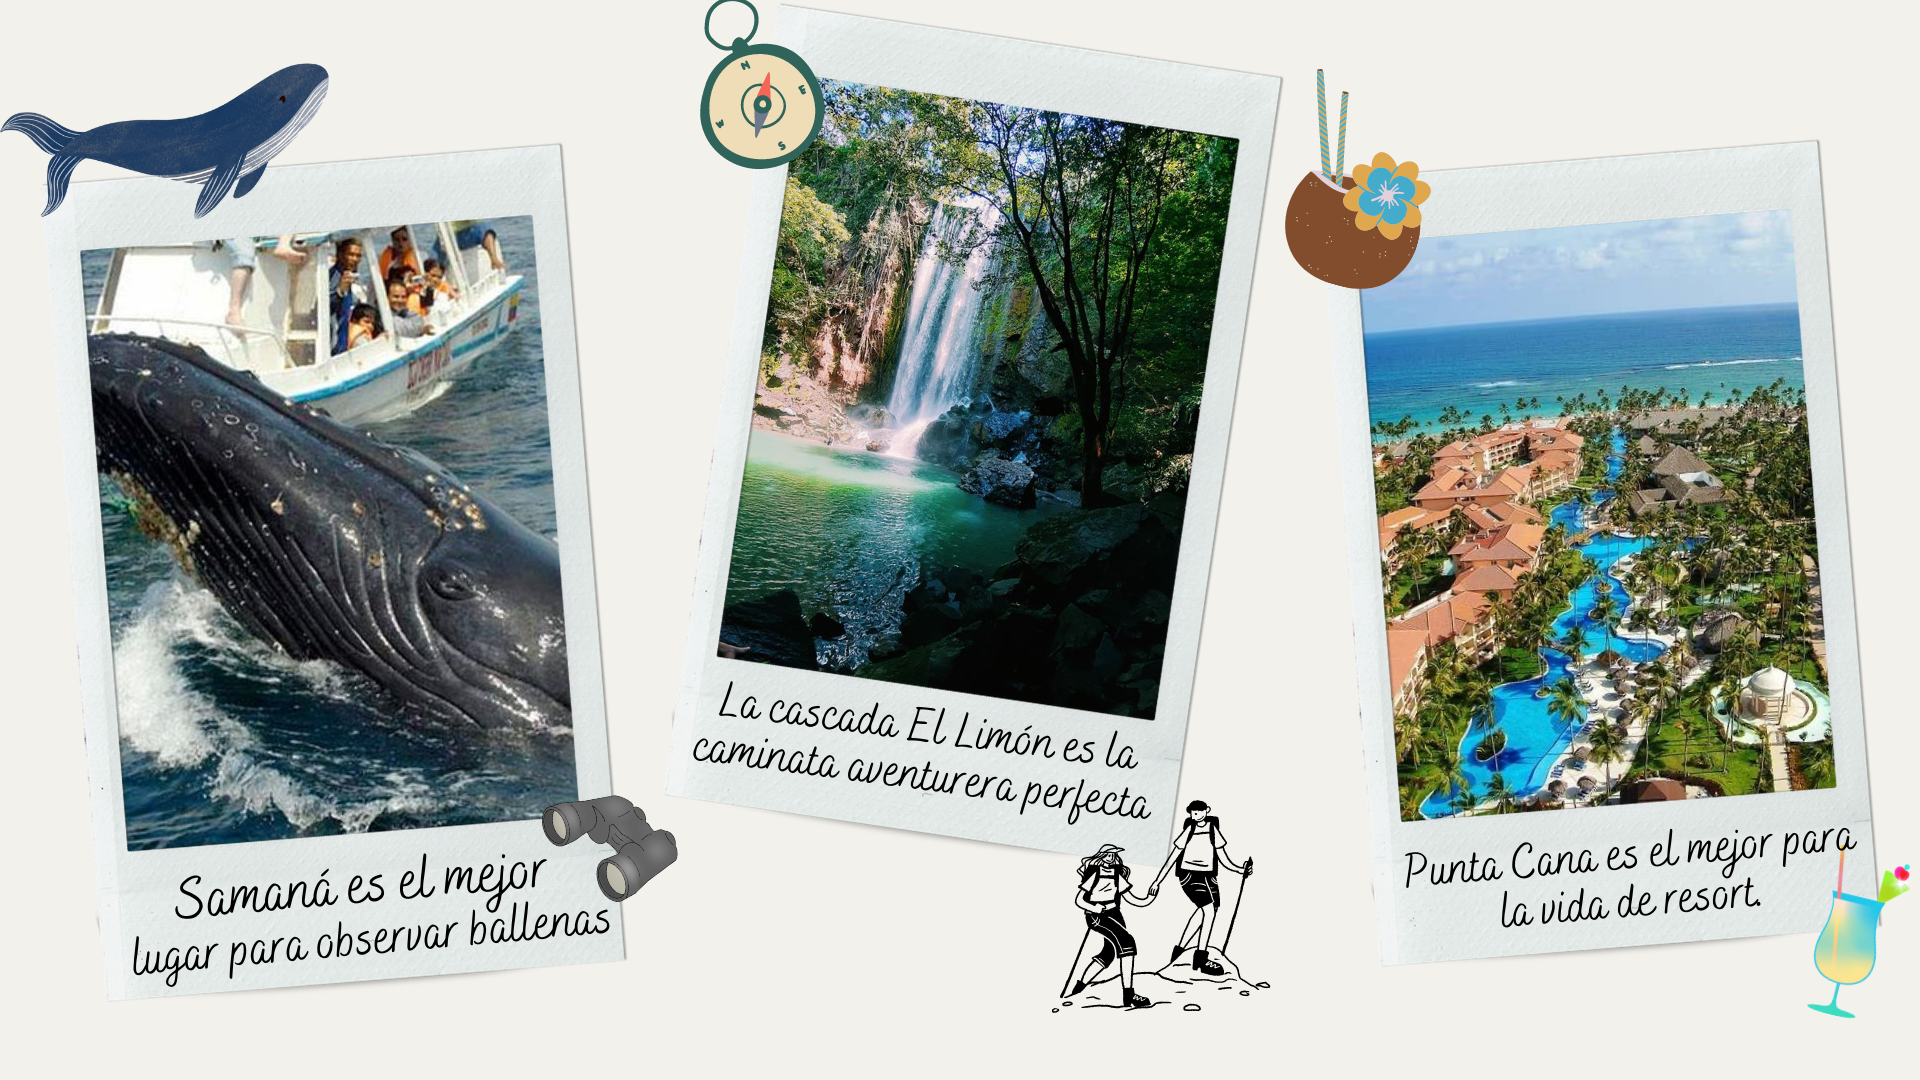 Samaná es el mejor
lugar para observar ballenas
N
E
S
W
La cascada El Limón es la
caminata aventurera perfecta
Punta Cana es el mejor para
la vida de resort.